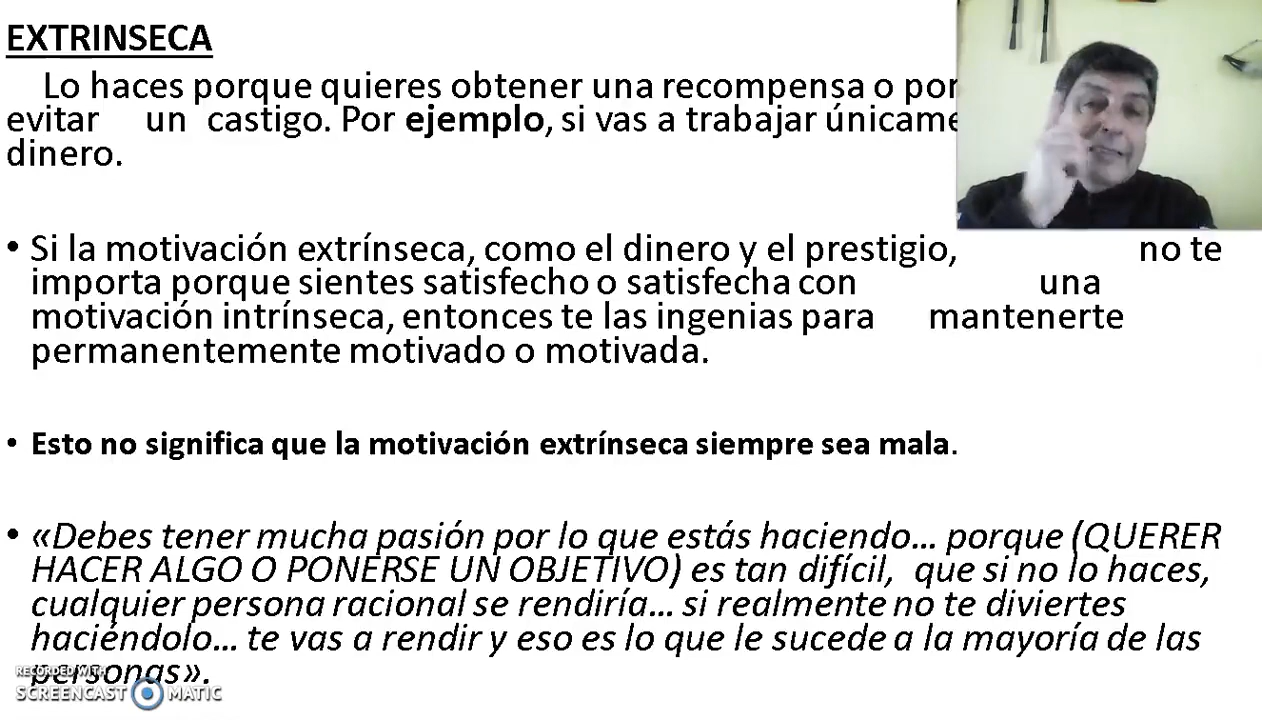 EXTRINSECA
Lo haces porque quieres obtener una recompensa o
evitar un castigo. Por ejemplo, si vas a trabajar
dinero.
• Si la motivación extrínseca, como el dinero y el prestigio, no te
importa porque sientes satisfecho o satisfecha con una
motivación intrínseca, entonces te las ingenias para mantenerte
permanentemente motivado o motivada.
• Esto no significa que la motivación extrínseca siempre sea mala.
• «Debes tener mucha pasión por lo que estás haciendo... porque (QUERER
HACER ALGO O PONERSE UN OBJETIVO) es tan difícil, que si no lo haces,
cualquier persona racional se rendiría... si realmente no te diviertes
haciéndolo... te vas a rendir y eso es lo que le sucede a la mayoría de las
personas».
RECORDED WITH
SCREENCAST MATIC